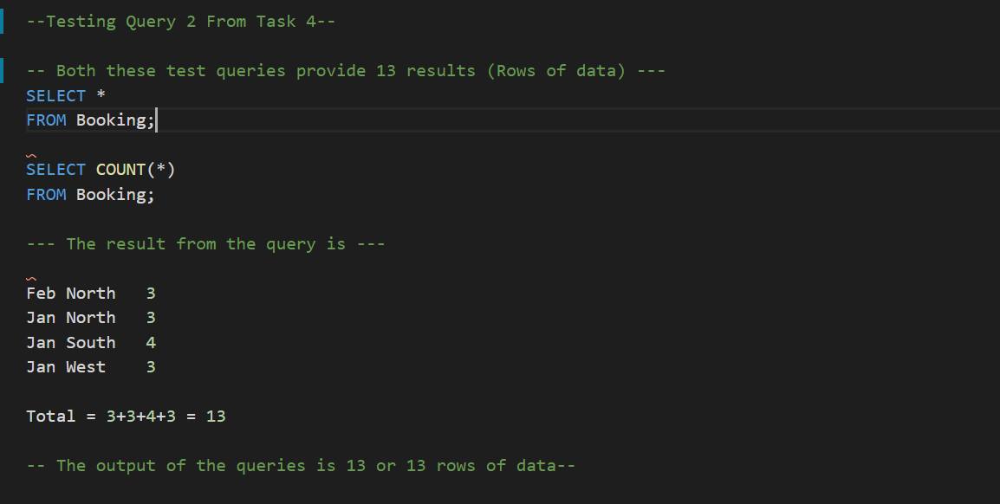 --Testing Query 2 From Task 4--
-- Both these test queries provide 13 results (Rows of data) ---
SELECT *
FROM Booking;
SELECT COUNT(*)
FROM Booking;
--- The result from the query is ---
Feb North   3
Jan North   3
Jan South   4
Jan West    3
Total = 3+3+4+3 = 13
-- The output of the queries is 13 or 13 rows of data--